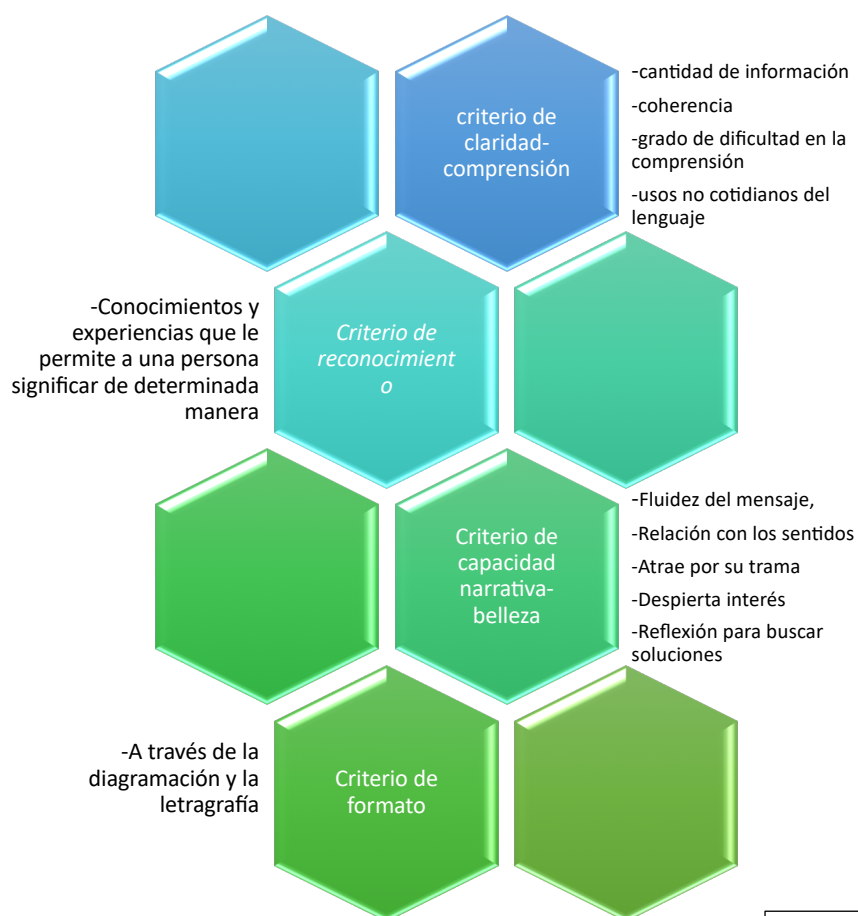 criterio de
claridad-
comprensión
-cantidad de información
-coherencia
-grado de dificultad en la
comprensión
-usos no cotidianos del
lenguaje
-Conocimientos y
experiencias que le
permite a una persona
significar de determinada
manera
Criterio de
reconocimient
o
Criterio de
capacidad
narrativa-
belleza
-Fluidez del mensaje,
-Relación con los sentidos
-Atrae por su trama
-Despierta interés
-Reflexión para buscar
soluciones
-A través de la
diagramación y la
letragrafía
Criterio de
formato